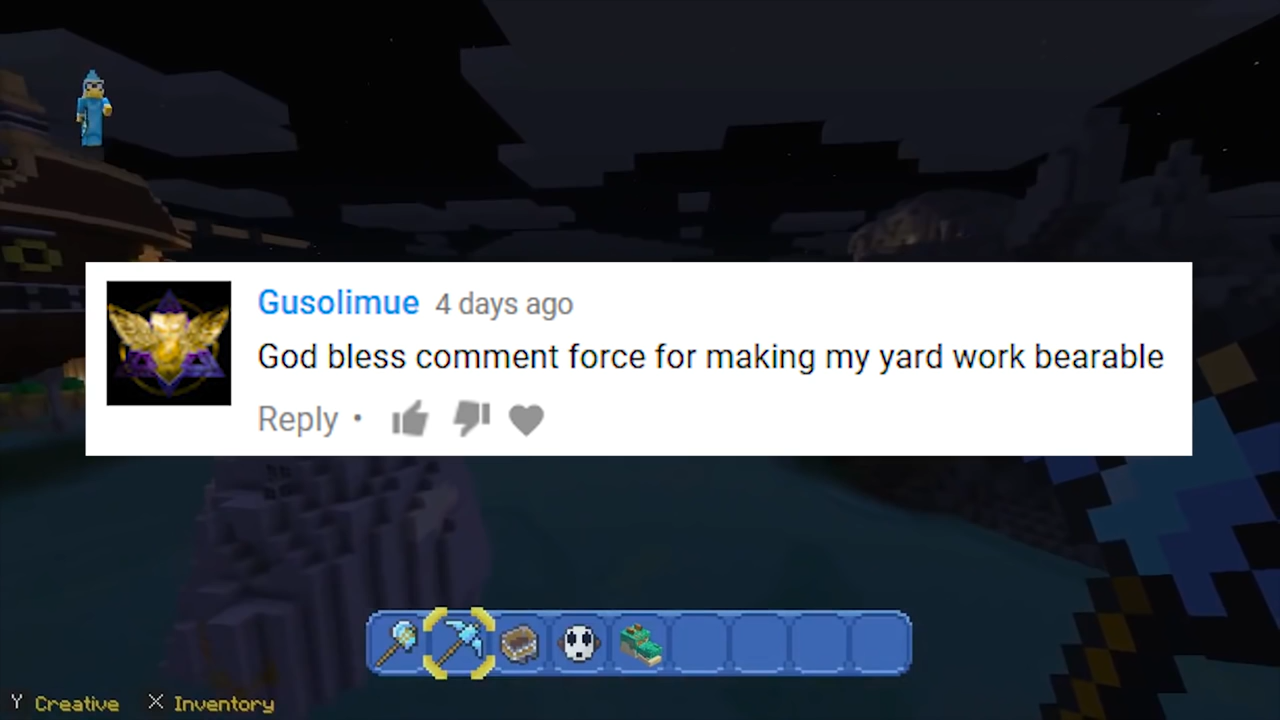 Gusolimue 4 days ago
God bless comment force for making my yard work bearable
Reply •
Y Creative X Inventory